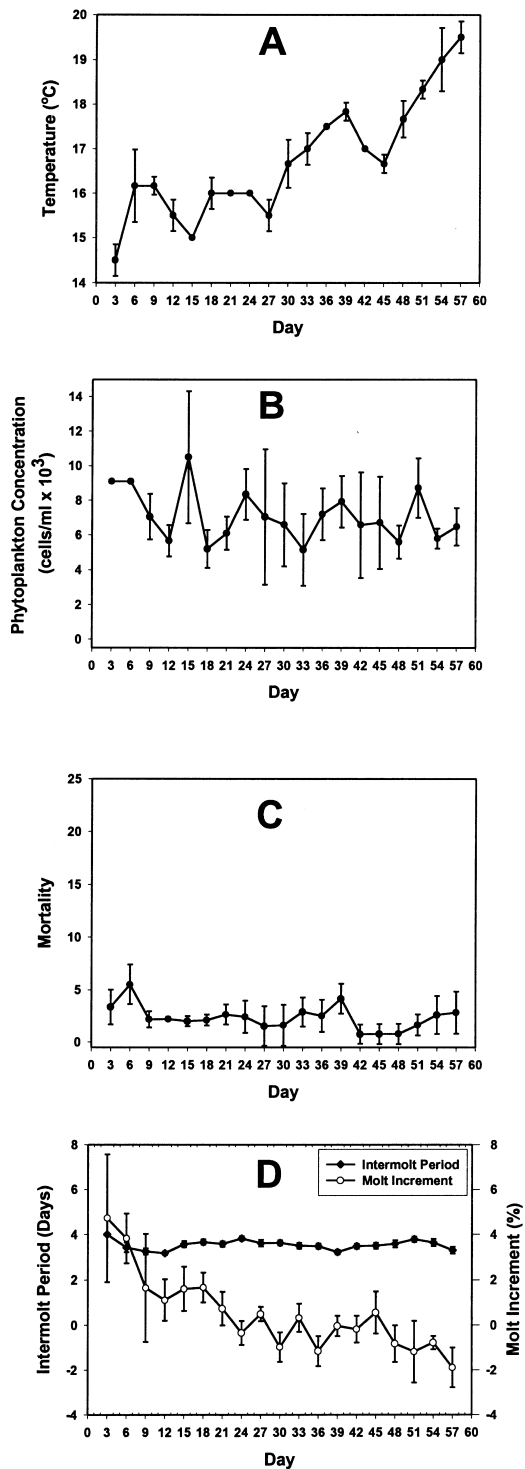 A
Temperature (ºC)
20
19
18
17
16
15
14
0 3 6 9 12 15 18 21 24 27 30 33 36 39 42 45 48 51 54 57 60
Day
B
Phytoplankton Concentration
(cells/ml x 10³)
14
12
10
8
6
4
2
0
0 3 6 9 12 15 18 21 24 27 30 33 36 39 42 45 48 51 54 57 60
Day
C
Mortality
25
20
15
10
5
0
0 3 6 9 12 15 18 21 24 27 30 33 36 39 42 45 48 51 54 57 60
Day
D
Intermolt Period
Molt Increment
Intermolt Period (Days)
8
6
4
2
0
-2
-4
8
6
4
2
0
-2
-4
Molt Increment (%)
0 3 6 9 12 15 18 21 24 27 30 33 36 39 42 45 48 51 54 57 60
Day